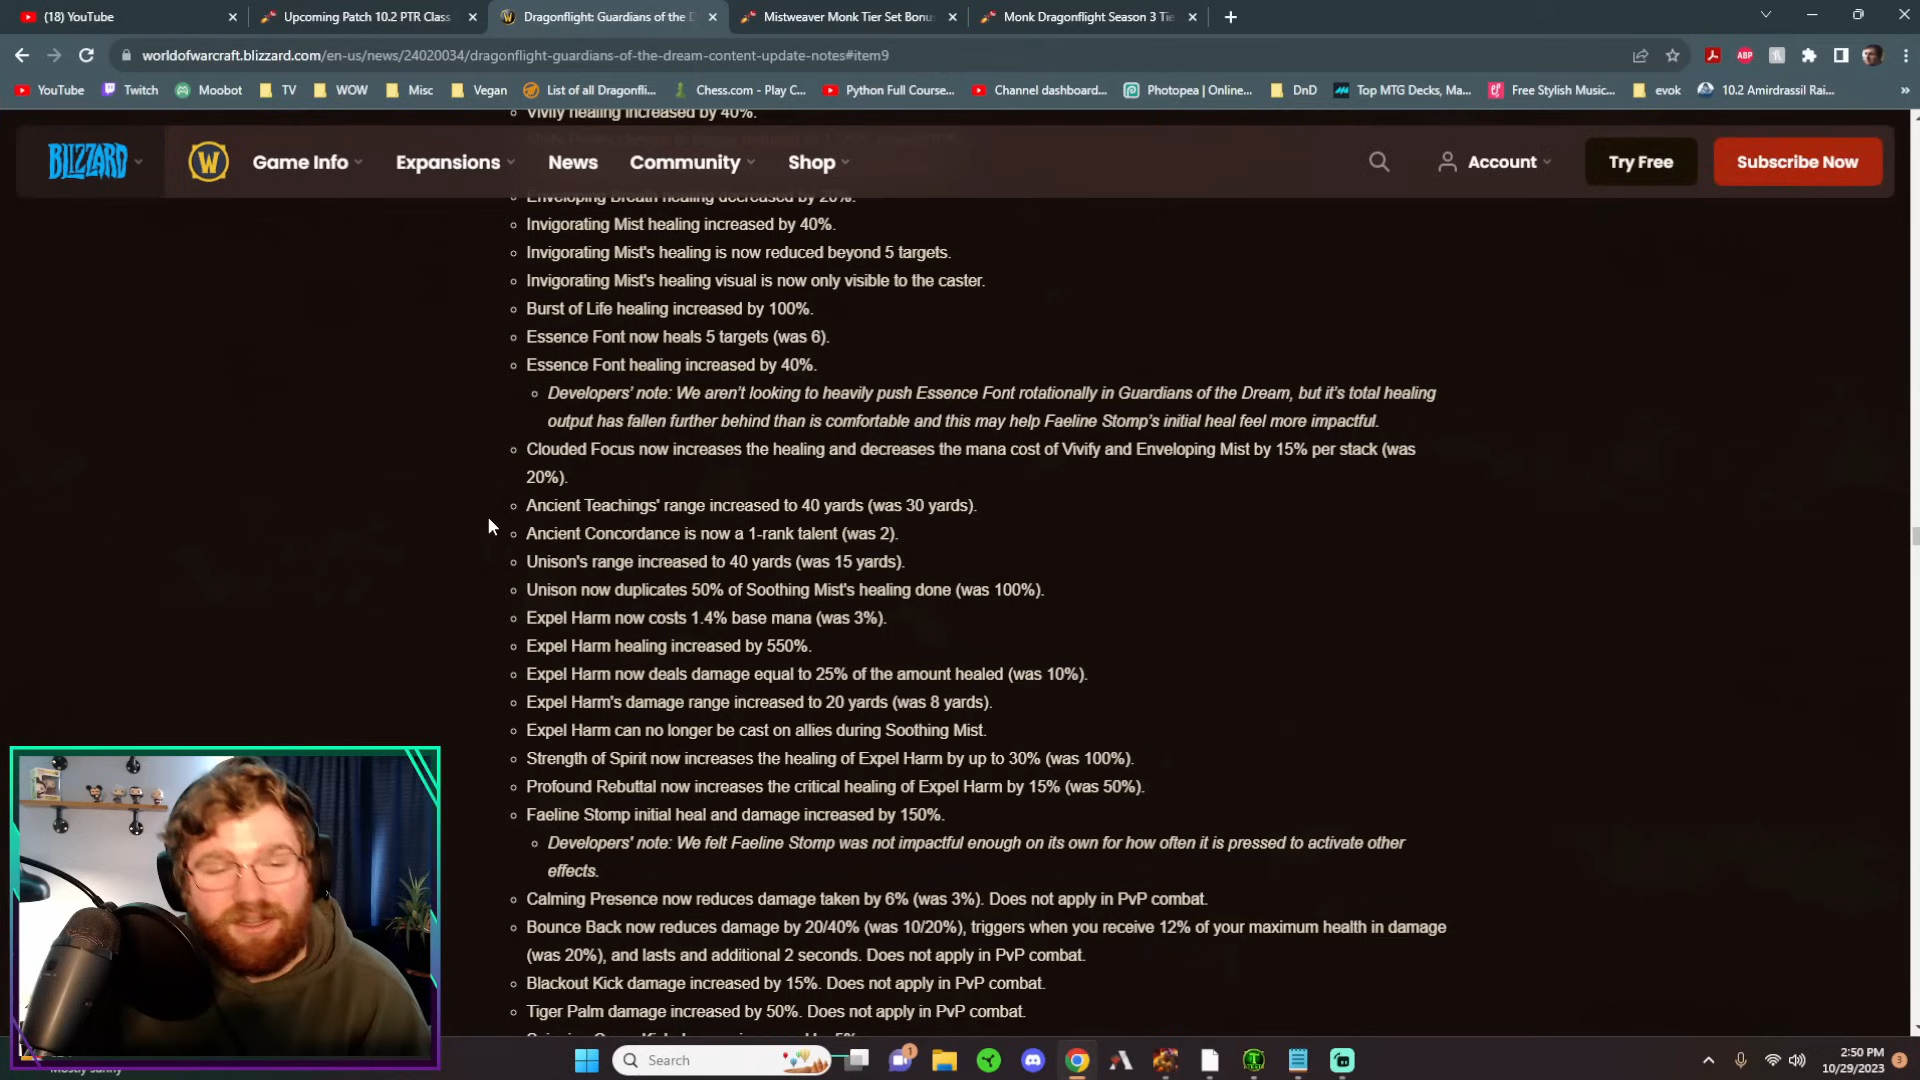 (18) YouTube
Upcoming Patch 10.2 PTR Class
Dragonflight: Guardians of the D
Mistweaver Monk Tier Set Bonu
Monk Dragonflight Season 3 Tie
worldofwarcraft.blizzard.com/en-us/news/24020034/dragonflight-guardians-of-the-dream-content-update-notes#item9
YouTube Twitch Moobot TV WOW Misc Vegan List of all Dragonfli... Chess.com - Play C... Python Full Course... Channel dashboard... Photopea | Online... DnD Top MTG Decks, Ma... Free Stylish Music... evok 10.2 Amirdrassil Rai...
Vivify healing increased by 40%.
BLIZZARD W Game Info Expansions News Community Shop Account Try Free Subscribe Now
Enveloping Breath healing decreased by 20%.
Invigorating Mist healing increased by 40%.
Invigorating Mist's healing is now reduced beyond 5 targets.
Invigorating Mist's healing visual is now only visible to the caster.
Burst of Life healing increased by 100%.
Essence Font now heals 5 targets (was 6).
Essence Font healing increased by 40%.
Developers' note: We aren't looking to heavily push Essence Font rotationally in Guardians of the Dream, but it's total healing
output has fallen further behind than is comfortable and this may help Faeline Stomp's initial heal feel more impactful.
Clouded Focus now increases the healing and decreases the mana cost of Vivify and Enveloping Mist by 15% per stack (was
20%).
Ancient Teachings' range increased to 40 yards (was 30 yards).
Ancient Concordance is now a 1-rank talent (was 2).
Unison's range increased to 40 yards (was 15 yards).
Unison now duplicates 50% of Soothing Mist's healing done (was 100%).
Expel Harm now costs 1.4% base mana (was 3%).
Expel Harm healing increased by 550%.
Expel Harm now deals damage equal to 25% of the amount healed (was 10%).
Expel Harm's damage range increased to 20 yards (was 8 yards).
Expel Harm can no longer be cast on allies during Soothing Mist.
Strength of Spirit now increases the healing of Expel Harm by up to 30% (was 100%).
Profound Rebuttal now increases the critical healing of Expel Harm by 15% (was 50%).
Faeline Stomp initial heal and damage increased by 150%.
Developers' note: We felt Faeline Stomp was not impactful enough on its own for how often it is pressed to activate other
effects.
Calming Presence now reduces damage taken by 6% (was 3%). Does not apply in PvP combat.
Bounce Back now reduces damage by 20/40% (was 10/20%), triggers when you receive 12% of your maximum health in damage
(was 20%), and lasts and additional 2 seconds. Does not apply in PvP combat.
Blackout Kick damage increased by 15%. Does not apply in PvP combat.
Tiger Palm damage increased by 50%. Does not apply in PvP combat.
Search
2:50 PM
10/29/2023